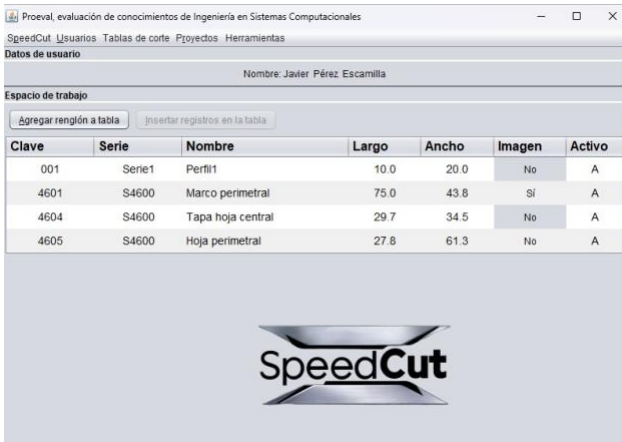 Proeval, evaluación de conocimientos de Ingeniería en Sistemas Computacionales
SpeedCut Usuarios Tablas de corte Proyectos Herramientas
Datos de usuario
Nombre: Javier Pérez Escamilla
Espacio de trabajo
Agregar renglón a tabla Insertar registros en la tabla
Clave Serie Nombre Largo Ancho Imagen Activo
001 Serie1 Perfil1 10.0 20.0 No A
4601 S4600 Marco perimetral 75.0 43.8 Sí A
4604 S4600 Tapa hoja central 29.7 34.5 No A
4605 S4600 Hoja perimetral 27.8 61.3 No A
SpeedCut